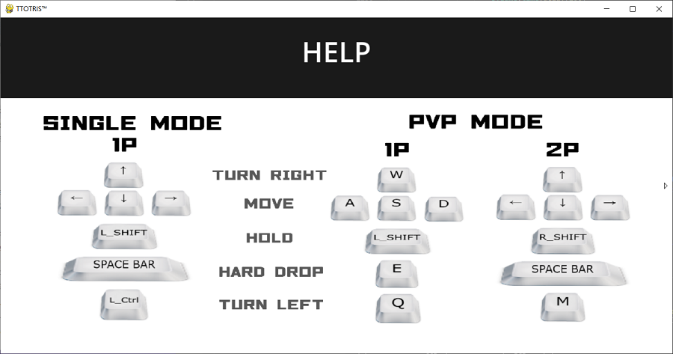 TTOTRIS™
HELP
SINGLE MODE
1P
PVP MODE
1P 2P
↑ TURN RIGHT W ↑
← ↓ → MOVE A S D ← ↓ →
L_SHIFT HOLD L_SHIFT R_SHIFT
SPACE BAR HARD DROP E SPACE BAR
L_Ctrl TURN LEFT Q M